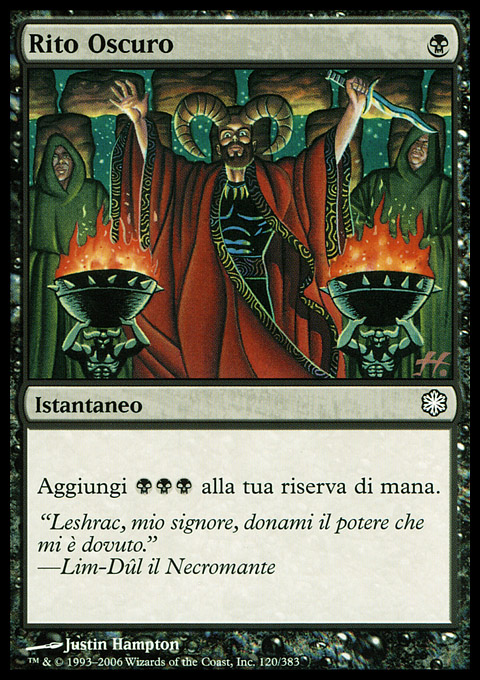 Rito Oscuro
Istantaneo
Aggiungi alla tua riserva di mana.
“Leshrac, mio signore, donami il potere che
mi è dovuto.”
—Lim-Dûl il Necromante
Justin Hampton
™ & © 1993–2006 Wizards of the Coast, Inc. 120/383
H.